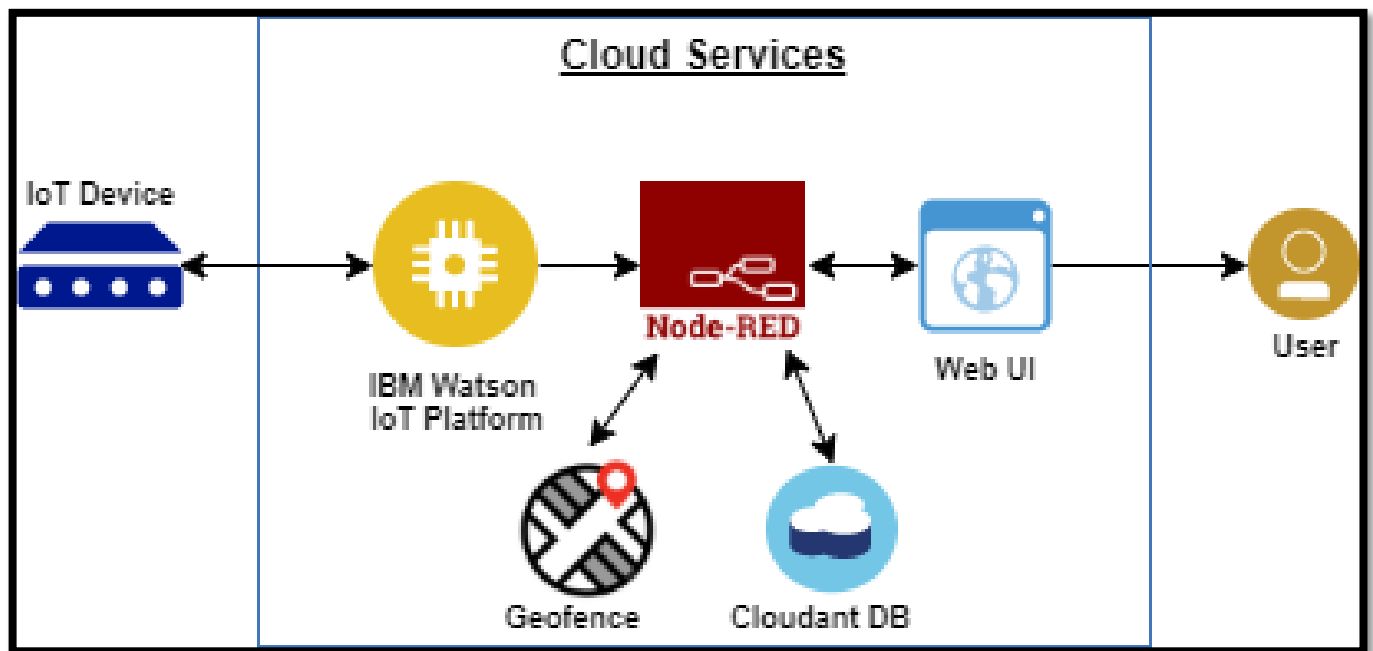 Cloud Services
IoT Device
Node-RED
Web UI
User
IBM Watson
IoT Platform
Geofence
Cloudant DB